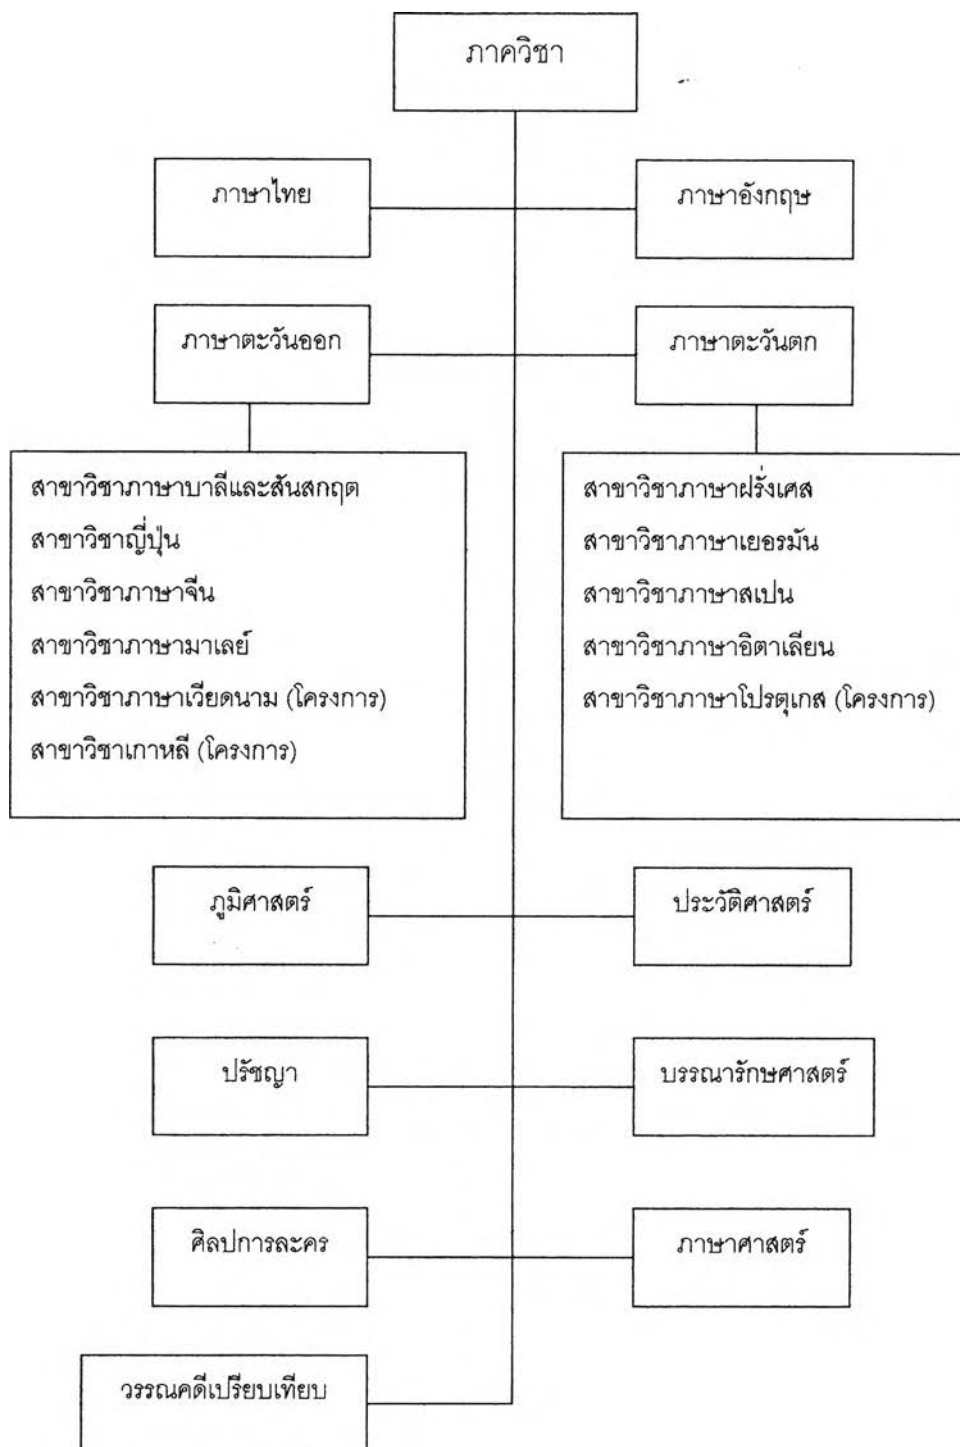 ภาควิชา
ภาษาไทย
ภาษาอังกฤษ
ภาษาตะวันออก
ภาษาตะวันตก
สาขาวิชาภาษาบาลีและสันสกฤต
สาขาวิชาญี่ปุ่น
สาขาวิชาภาษาจีน
สาขาวิชาภาษามาเลย์
สาขาวิชาภาษาเวียดนาม (โครงการ)
สาขาวิชาเกาหลี (โครงการ)
สาขาวิชาภาษาฝรั่งเศส
สาขาวิชาภาษาเยอรมัน
สาขาวิชาภาษาสเปน
สาขาวิชาภาษาอิตาเลียน
สาขาวิชาภาษาโปรตุเกส (โครงการ)
ภูมิศาสตร์
ประวัติศาสตร์
ปรัชญา
บรรณารักษศาสตร์
ศิลปการละคร
ภาษาศาสตร์
วรรณคดีเปรียบเทียบ